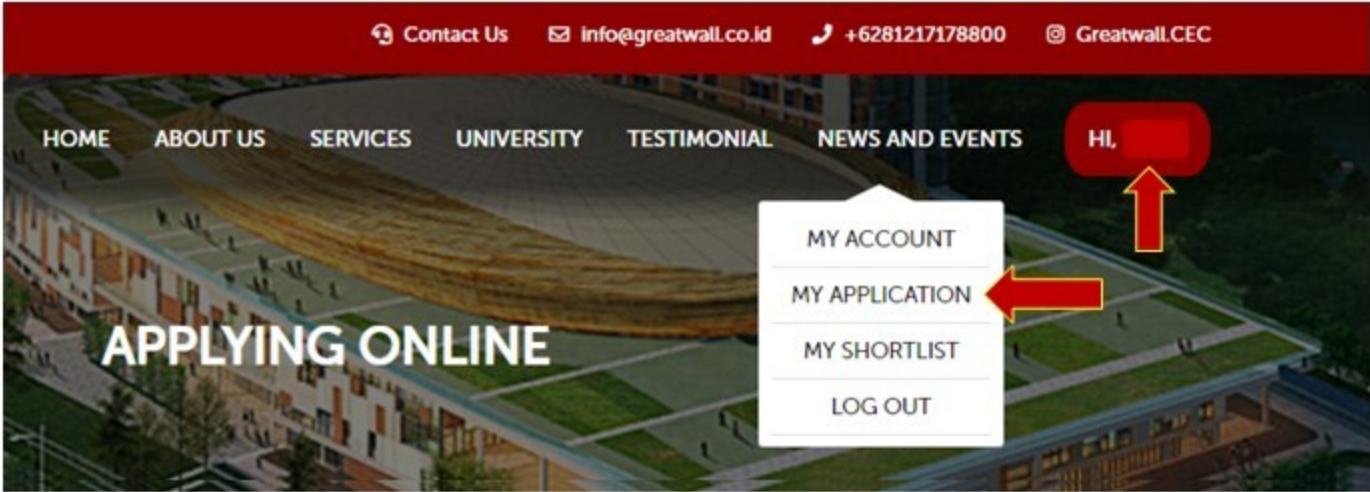 Contact Us info@greatwall.co.id +6281217178800 Greatwall.CEC
HOME ABOUT US SERVICES UNIVERSITY TESTIMONIAL NEWS AND EVENTS HI,
MY ACCOUNT
MY APPLICATION
APPLYING ONLINE
MY SHORTLIST
LOG OUT